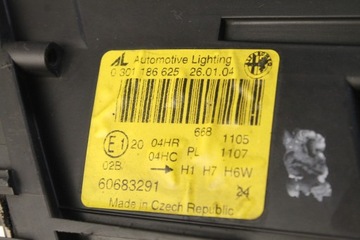 AL Automotive Lighting
0 301 186 625 26.01.04
668 1105
E1 20 04HR PL 1107
04HC
02B → H1 H7 H6W
60683291 24
Made in Czech Republic